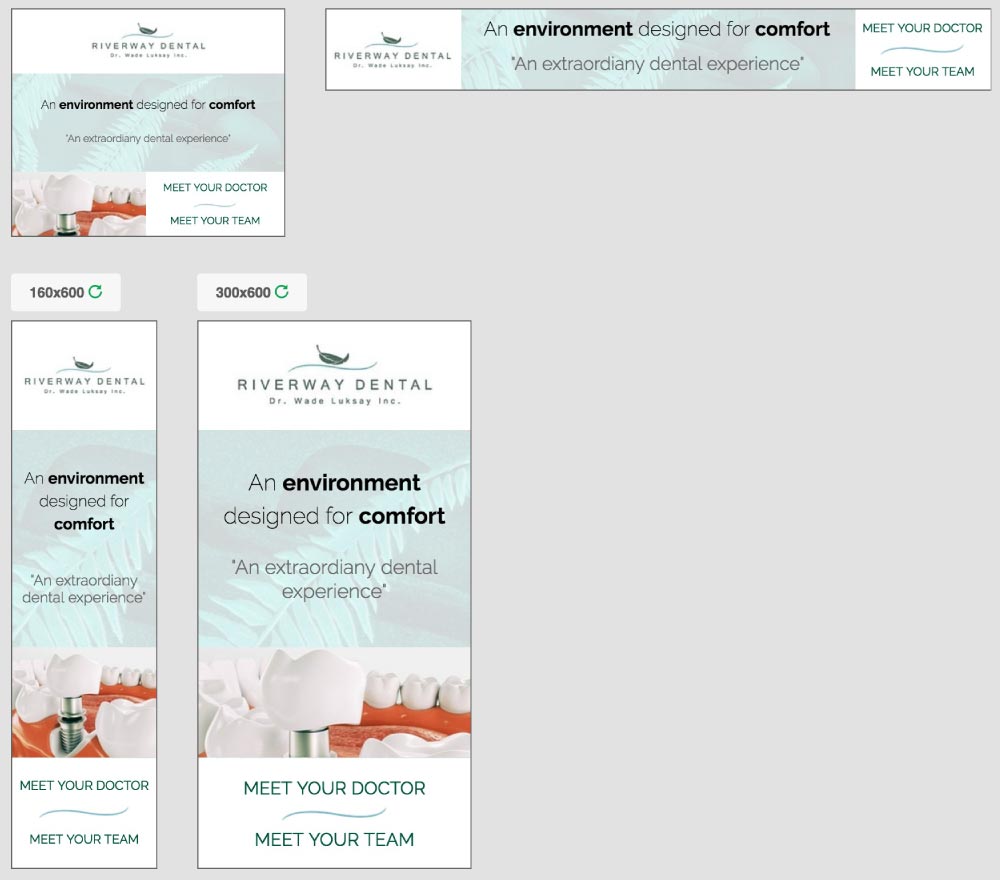 RIVERWAY DENTAL
Dr. Wade Luksay Inc.
An environment designed for comfort
"An extraordiany dental experience"
MEET YOUR DOCTOR
MEET YOUR TEAM
RIVERWAY DENTAL
Dr. Wade Luksay Inc.
An environment designed for comfort
"An extraordiany dental experience"
MEET YOUR DOCTOR
MEET YOUR TEAM
160x600
RIVERWAY DENTAL
Dr. Wade Luksay Inc.
An environment
designed for
comfort
"An extraordiany
dental experience"
MEET YOUR DOCTOR
MEET YOUR TEAM
300x600
RIVERWAY DENTAL
Dr. Wade Luksay Inc.
An environment
designed for comfort
"An extraordiany dental
experience"
MEET YOUR DOCTOR
MEET YOUR TEAM